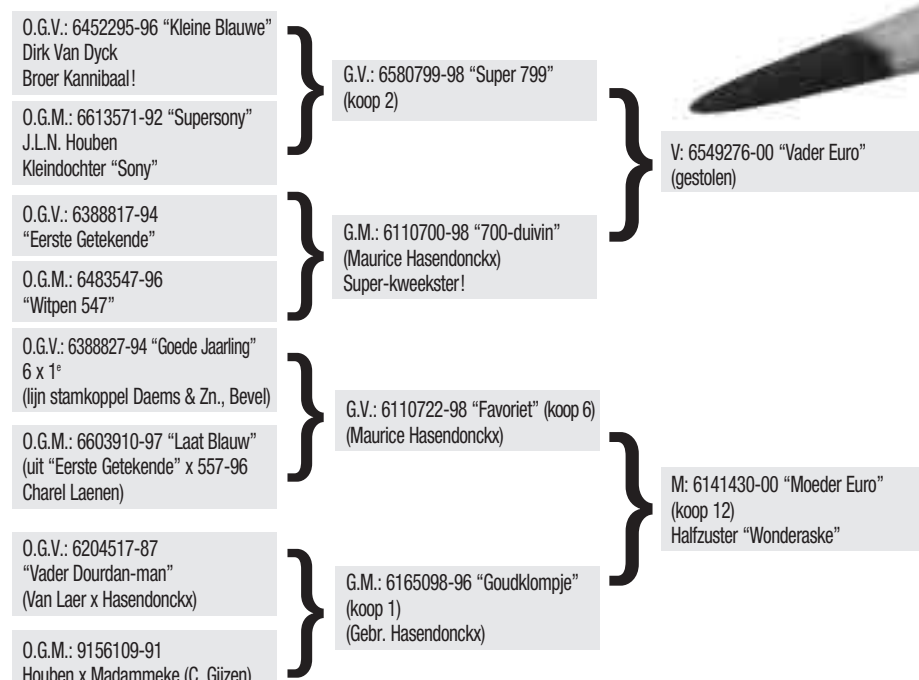 O.G.V.: 6452295-96 “Kleine Blauwe”
Dirk Van Dyck
Broer Kannibaal!
O.G.M.: 6613571-92 “Supersony”
J.L.N. Houben
Kleindochter “Sony”
O.G.V.: 6388817-94
“Eerste Getekende”
O.G.M.: 6483547-96
“Witpen 547”
O.G.V.: 6388827-94 “Goede Jaarling”
6 x 1e
(lijn stamkoppel Daems & Zn., Bevel)
O.G.M.: 6603910-97 “Laat Blauw”
(uit “Eerste Getekende” x 557-96
Charel Laenen)
O.G.V.: 6204517-87
“Vader Dourdan-man”
(Van Laer x Hasendonckx)
O.G.M.: 9156109-91
Houben x Madammeke (C. Gijzen)
G.V.: 6580799-98 “Super 799”
(koop 2)
G.M.: 6110700-98 “700-duivin”
(Maurice Hasendonckx)
Super-kweekster!
G.V.: 6110722-98 “Favoriet” (koop 6)
(Maurice Hasendonckx)
G.M.: 6165098-96 “Goudklompje”
(koop 1)
(Gebr. Hasendonckx)
V: 6549276-00 “Vader Euro”
(gestolen)
M: 6141430-00 “Moeder Euro”
(koop 12)
Halfzuster “Wonderaske”